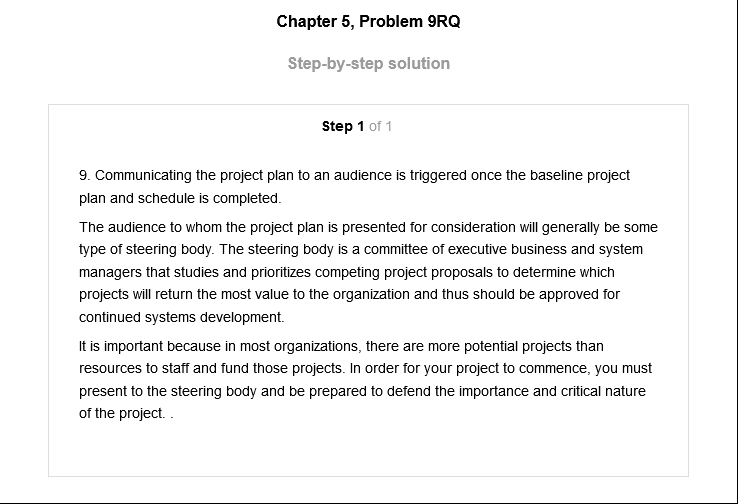 Chapter 5, Problem 9RQ
Step-by-step solution
Step 1 of 1
9. Communicating the project plan to an audience is triggered once the baseline project
plan and schedule is completed.
The audience to whom the project plan is presented for consideration will generally be some
type of steering body. The steering body is a committee of executive business and system
managers that studies and prioritizes competing project proposals to determine which
projects will return the most value to the organization and thus should be approved for
continued systems development.
It is important because in most organizations, there are more potential projects than
resources to staff and fund those projects. In order for your project to commence, you must
present to the steering body and be prepared to defend the importance and critical nature
of the project. .